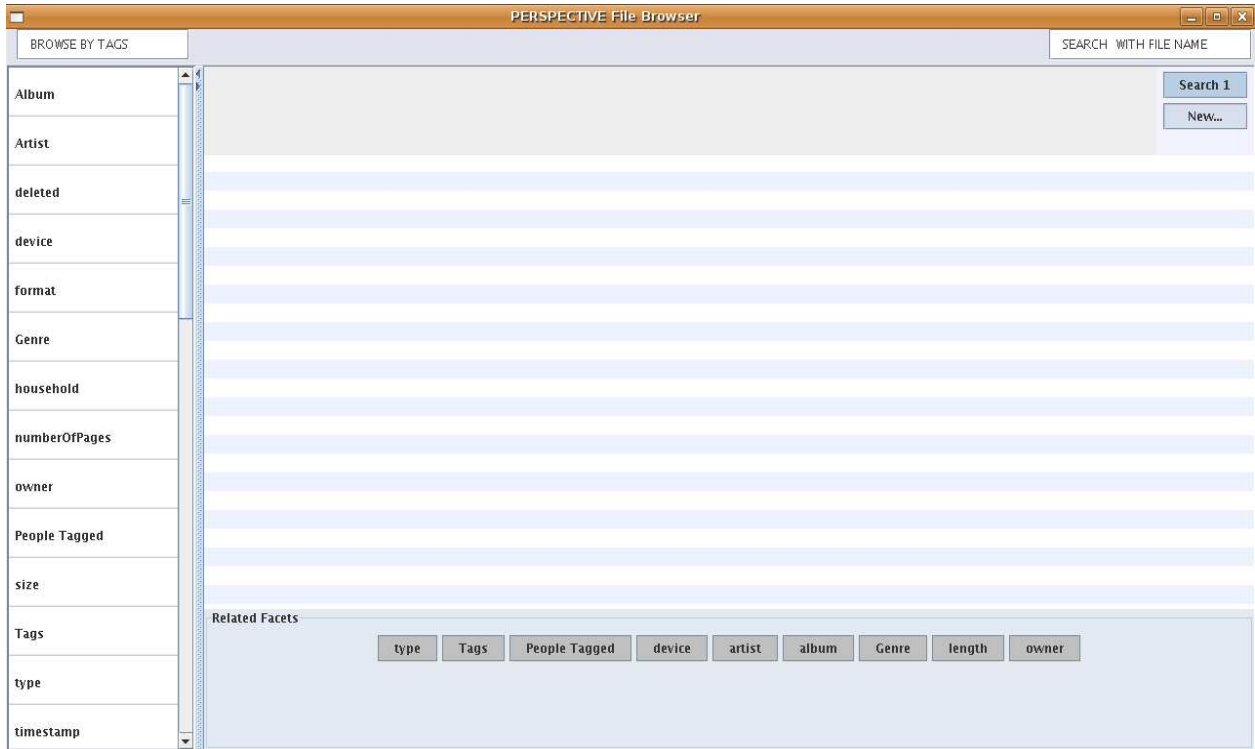 PERSPECTIVE File Browser
BROWSE BY TAGS
SEARCH WITH FILE NAME
Album
Artist
deleted
device
format
Genre
household
numberOfPages
owner
People Tagged
size
Tags
type
timestamp
Search 1
New...
Related Facets
type Tags People Tagged device artist album Genre length owner